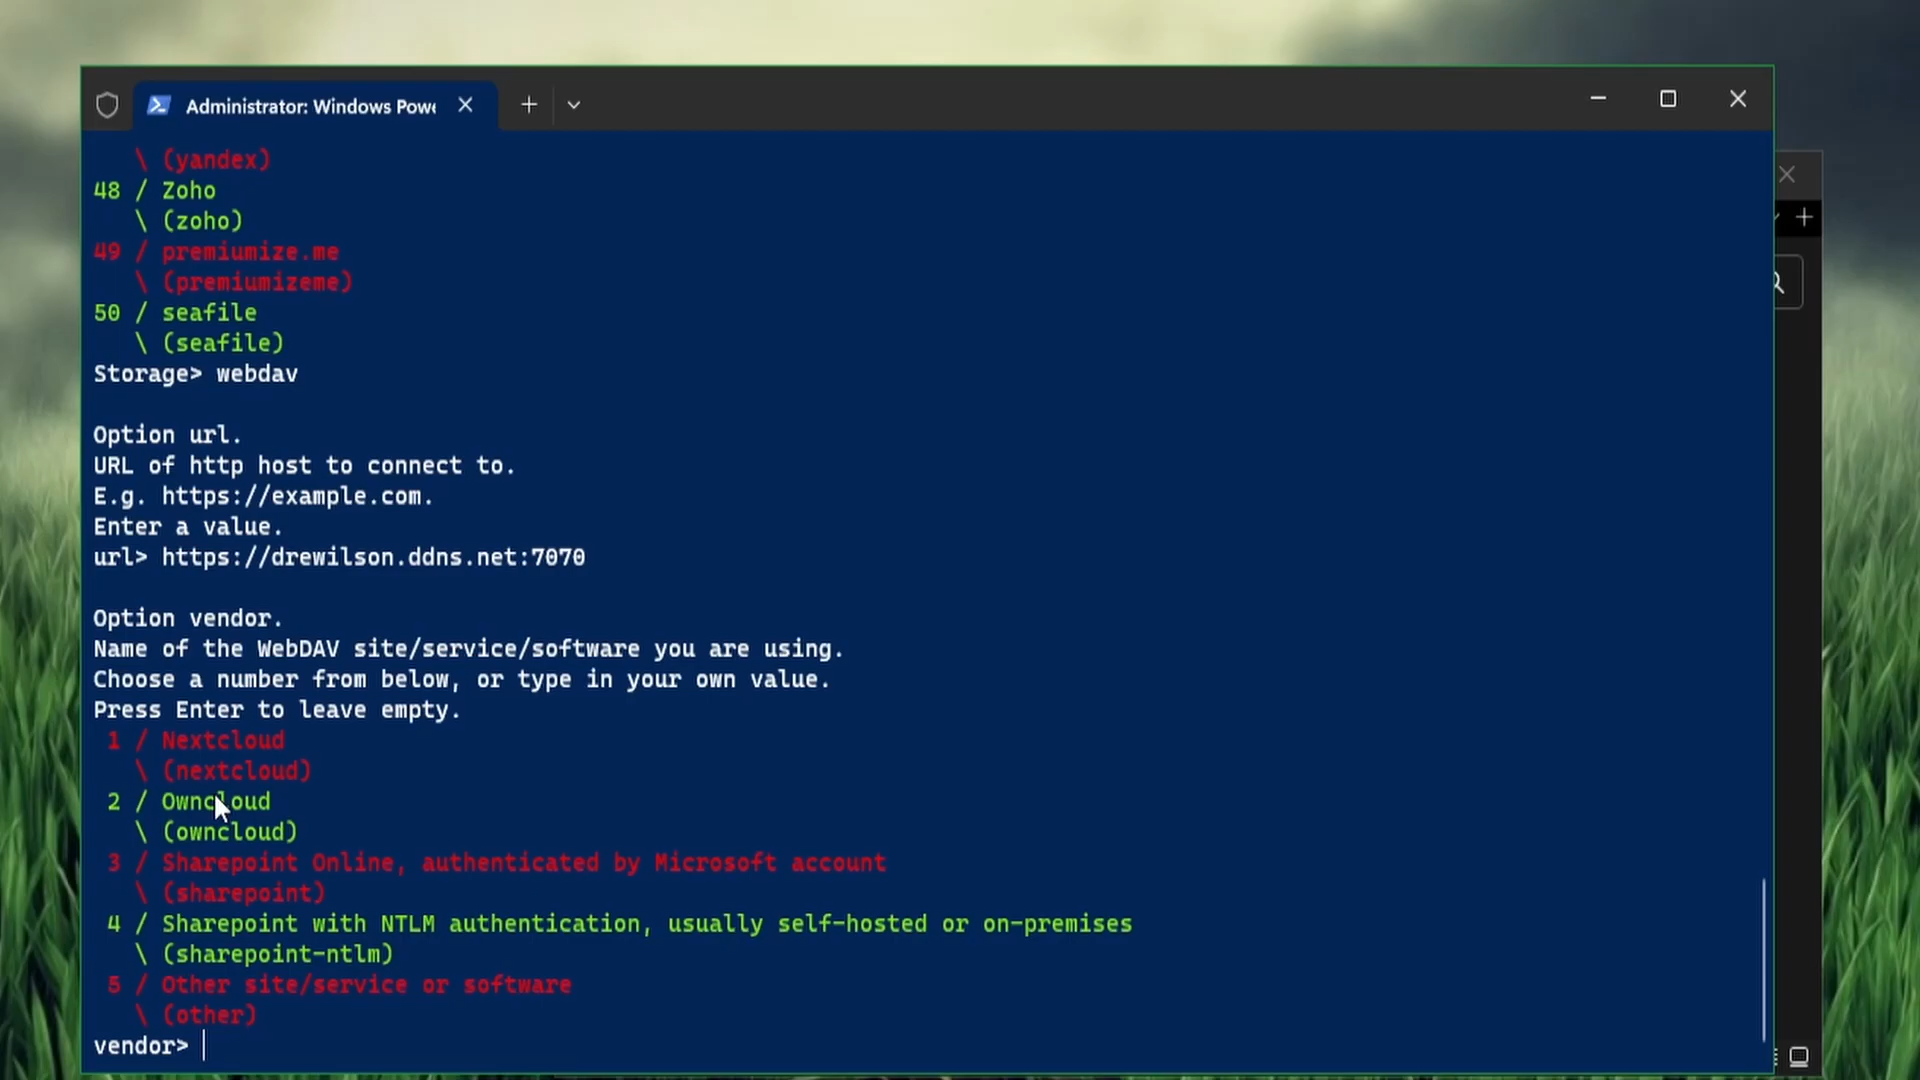 Administrator: Windows Powe
\ (yandex)
48 / Zoho
\ (zoho)
49 / premiumize.me
\ (premiumizeme)
50 / seafile
\ (seafile)
Storage> webdav
Option url.
URL of http host to connect to.
E.g. https://example.com.
Enter a value.
url> https://drewilson.ddns.net:7070
Option vendor.
Name of the WebDAV site/service/software you are using.
Choose a number from below, or type in your own value.
Press Enter to leave empty.
1 / Nextcloud
\ (nextcloud)
2 / Owncloud
\ (owncloud)
3 / Sharepoint Online, authenticated by Microsoft account
\ (sharepoint)
4 / Sharepoint with NTLM authentication, usually self-hosted or on-premises
\ (sharepoint-ntlm)
5 / Other site/service or software
\ (other)
vendor>